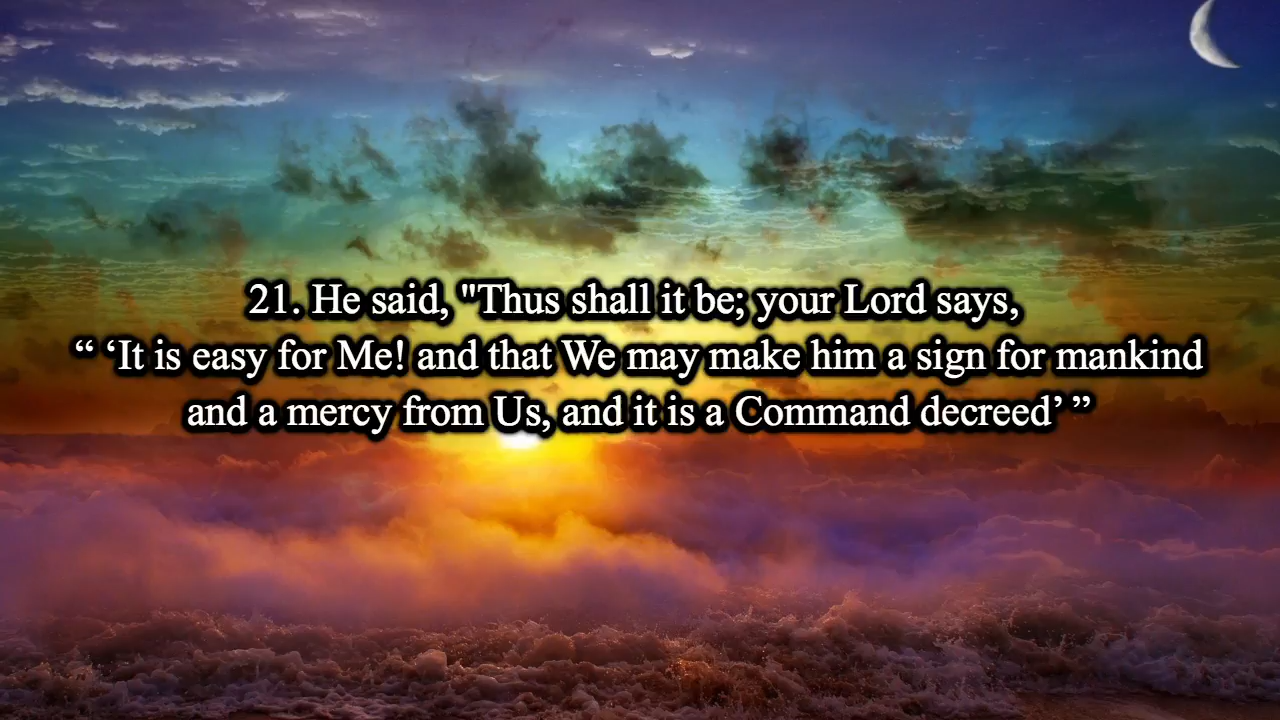 21. He said, "Thus shall it be; your Lord says,
“ ‘It is easy for Me! and that We may make him a sign for mankind
and a mercy from Us, and it is a Command decreed’ ”